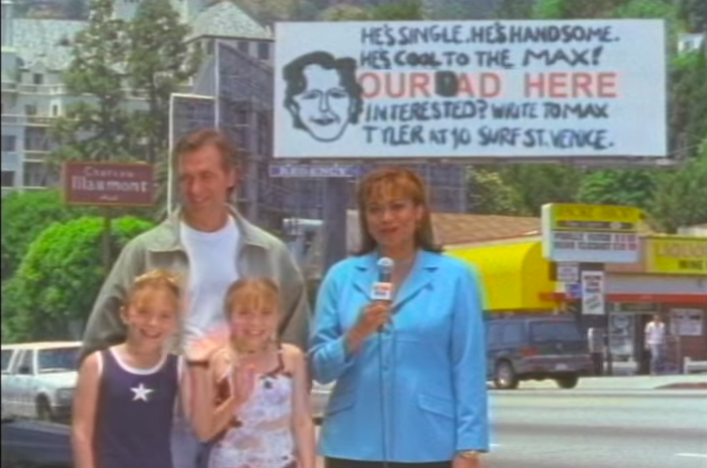 HE'S SINGLE. HE'S HANDSOME.
HE'S COOL TO THE MAX!
OUR DAD HERE
INTERESTED? WRITE TO MAX
TYLER AT 10 SURF ST. VENICE.
Chateau
Marmont
REGENCY